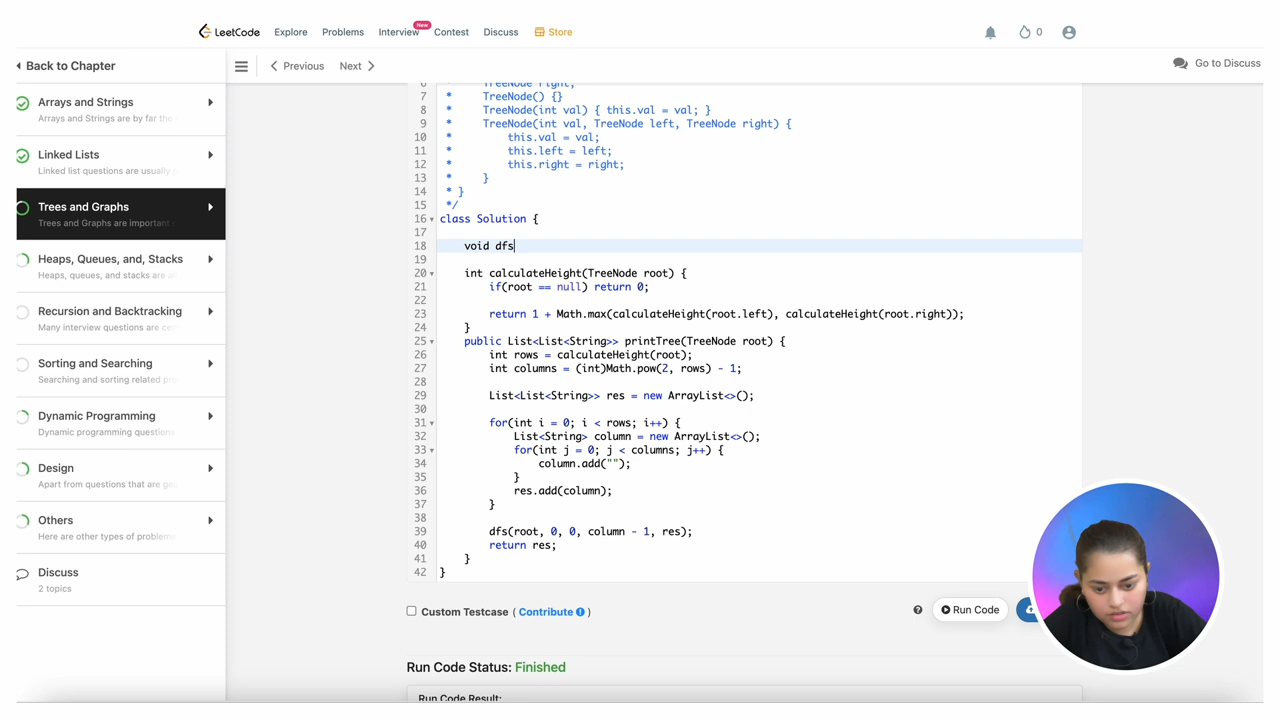 LeetCode Explore Problems Interview New Contest Discuss Store 0
Back to Chapter Previous Next Go to Discuss
Arrays and Strings
Arrays and Strings are by far the
Linked Lists
Linked list questions are usually
Trees and Graphs
Trees and Graphs are important
Heaps, Queues, and, Stacks
Heaps, queues, and stacks are
Recursion and Backtracking
Many interview questions are
Sorting and Searching
Searching and sorting related
Dynamic Programming
Dynamic programming questions
Design
Apart from questions that are
Others
Here are other types of
Discuss
2 topics
6 * TreeNode right;
7 * TreeNode() {}
8 * TreeNode(int val) { this.val = val; }
9 * TreeNode(int val, TreeNode left, TreeNode right) {
10 * this.val = val;
11 * this.left = left;
12 * this.right = right;
13 * }
14 * }
15 */
16 class Solution {
17
18 void dfs
19
20 int calculateHeight(TreeNode root) {
21 if(root == null) return 0;
22
23 return 1 + Math.max(calculateHeight(root.left), calculateHeight(root.right));
24 }
25 public List<List<String>> printTree(TreeNode root) {
26 int rows = calculateHeight(root);
27 int columns = (int)Math.pow(2, rows) - 1;
28
29 List<List<String>> res = new ArrayList<>();
30
31 for(int i = 0; i < rows; i++) {
32 List<String> column = new ArrayList<>();
33 for(int j = 0; j < columns; j++) {
34 column.add("");
35 }
36 res.add(column);
37 }
38
39 dfs(root, 0, 0, column - 1, res);
40 return res;
41 }
42 }
Custom Testcase ( Contribute )
? Run Code
Run Code Status: Finished
Run Code Result: